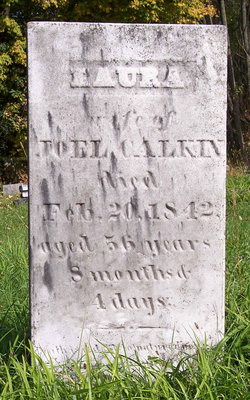 LAURA
wife of
JOEL CALKIN
died
Feb. 20, 1842.
aged 56 years
8 months &
4 days.